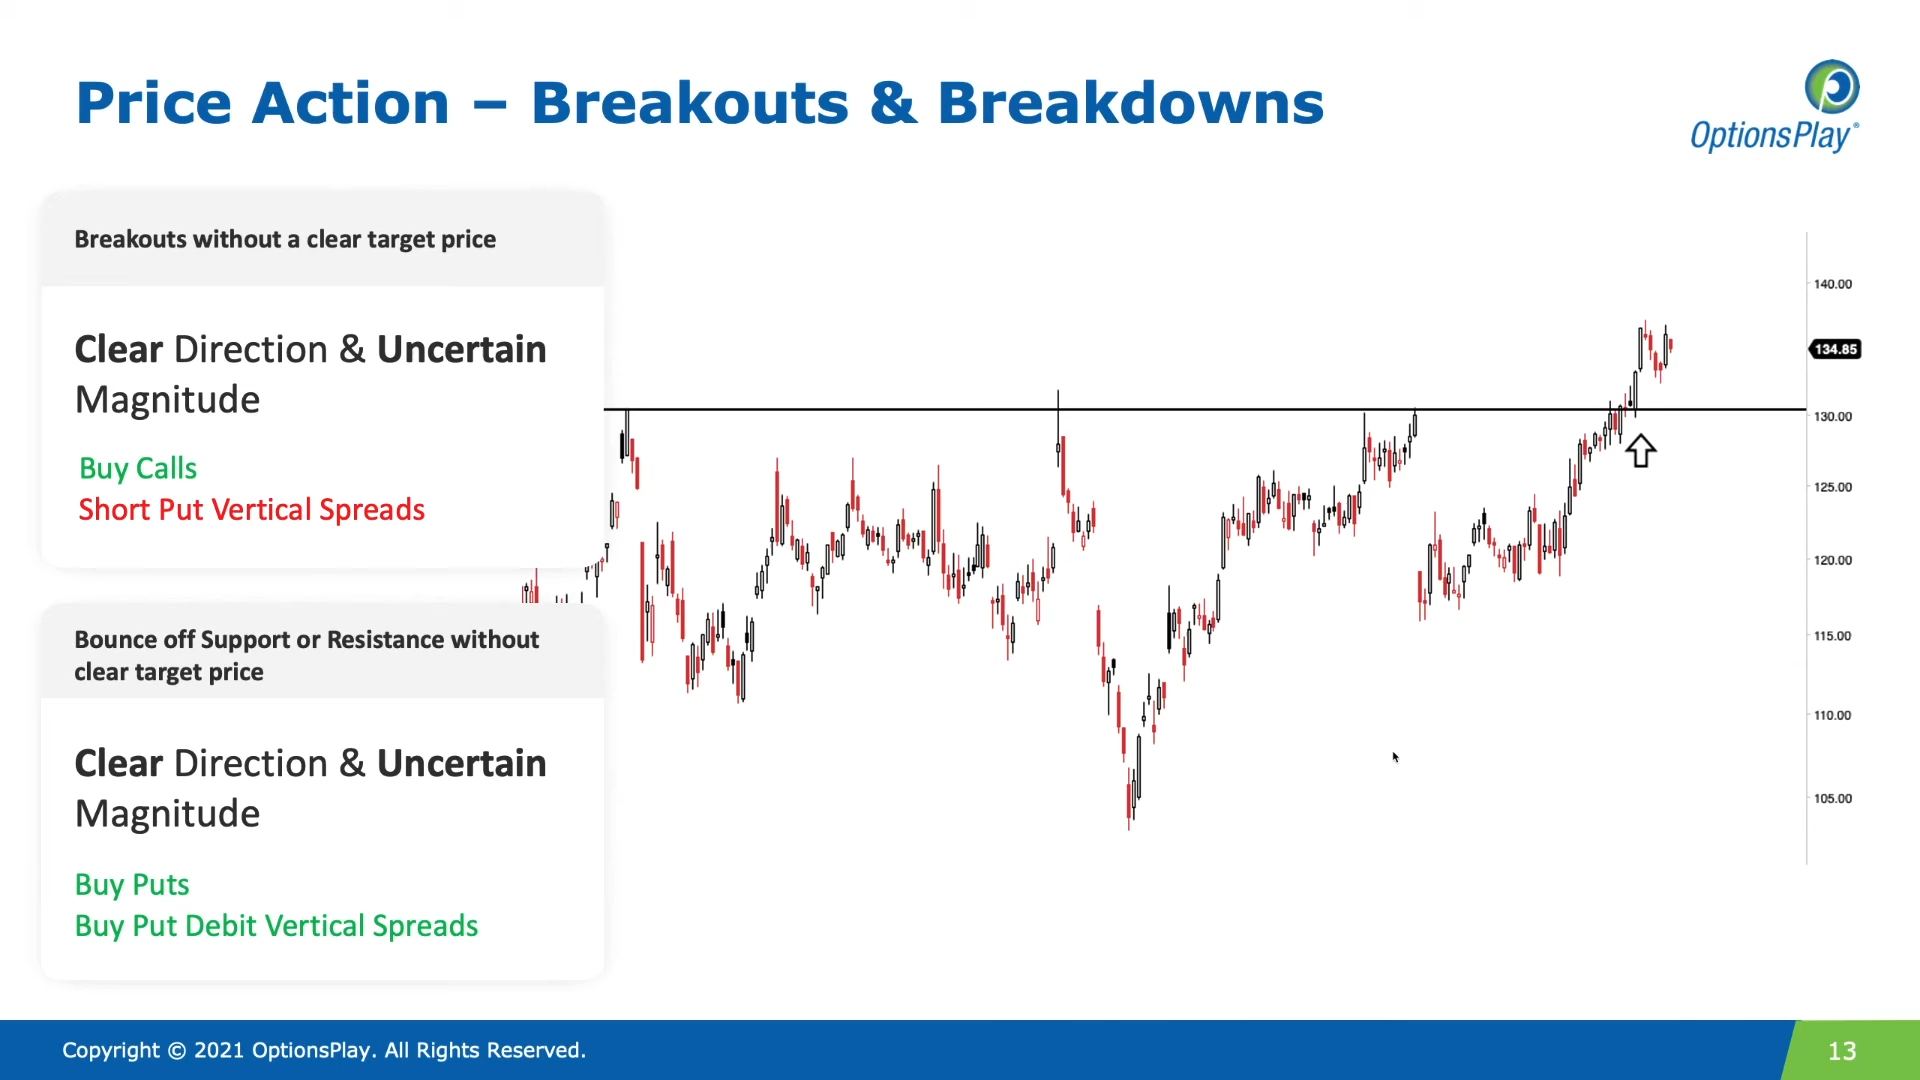 Price Action – Breakouts & Breakdowns
OptionsPlay®
Breakouts without a clear target price
Clear Direction & Uncertain
Magnitude
Buy Calls
Short Put Vertical Spreads
Bounce off Support or Resistance without
clear target price
Clear Direction & Uncertain
Magnitude
Buy Puts
Buy Put Debit Vertical Spreads
140.00
134.85
130.00
125.00
120.00
115.00
110.00
105.00
Copyright © 2021 OptionsPlay. All Rights Reserved.
13